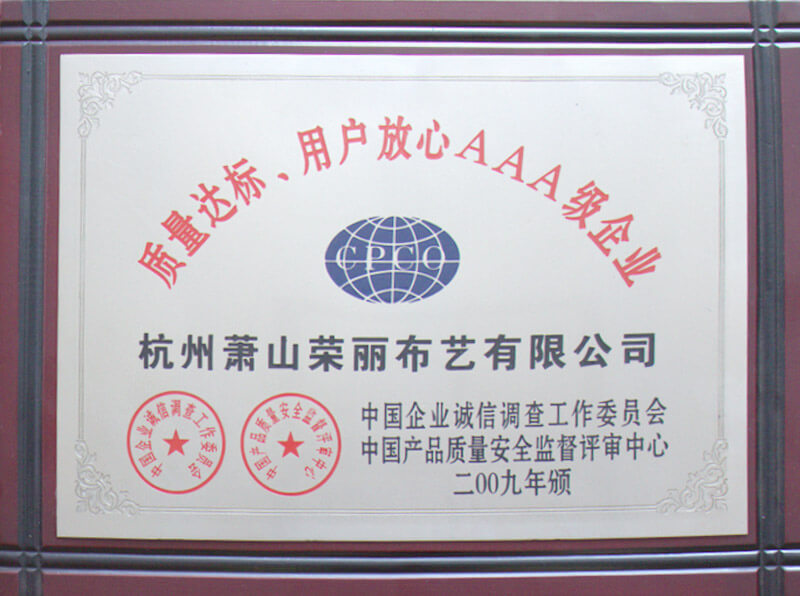 质量达标、用户放心AAA级企业
CPCO
杭州萧山荣丽布艺有限公司
中国企业诚信调查工作委员会
中国产品质量安全监督评审中心
中国企业诚信调查工作委员会
中国产品质量安全监督评审中心
二00九年颁